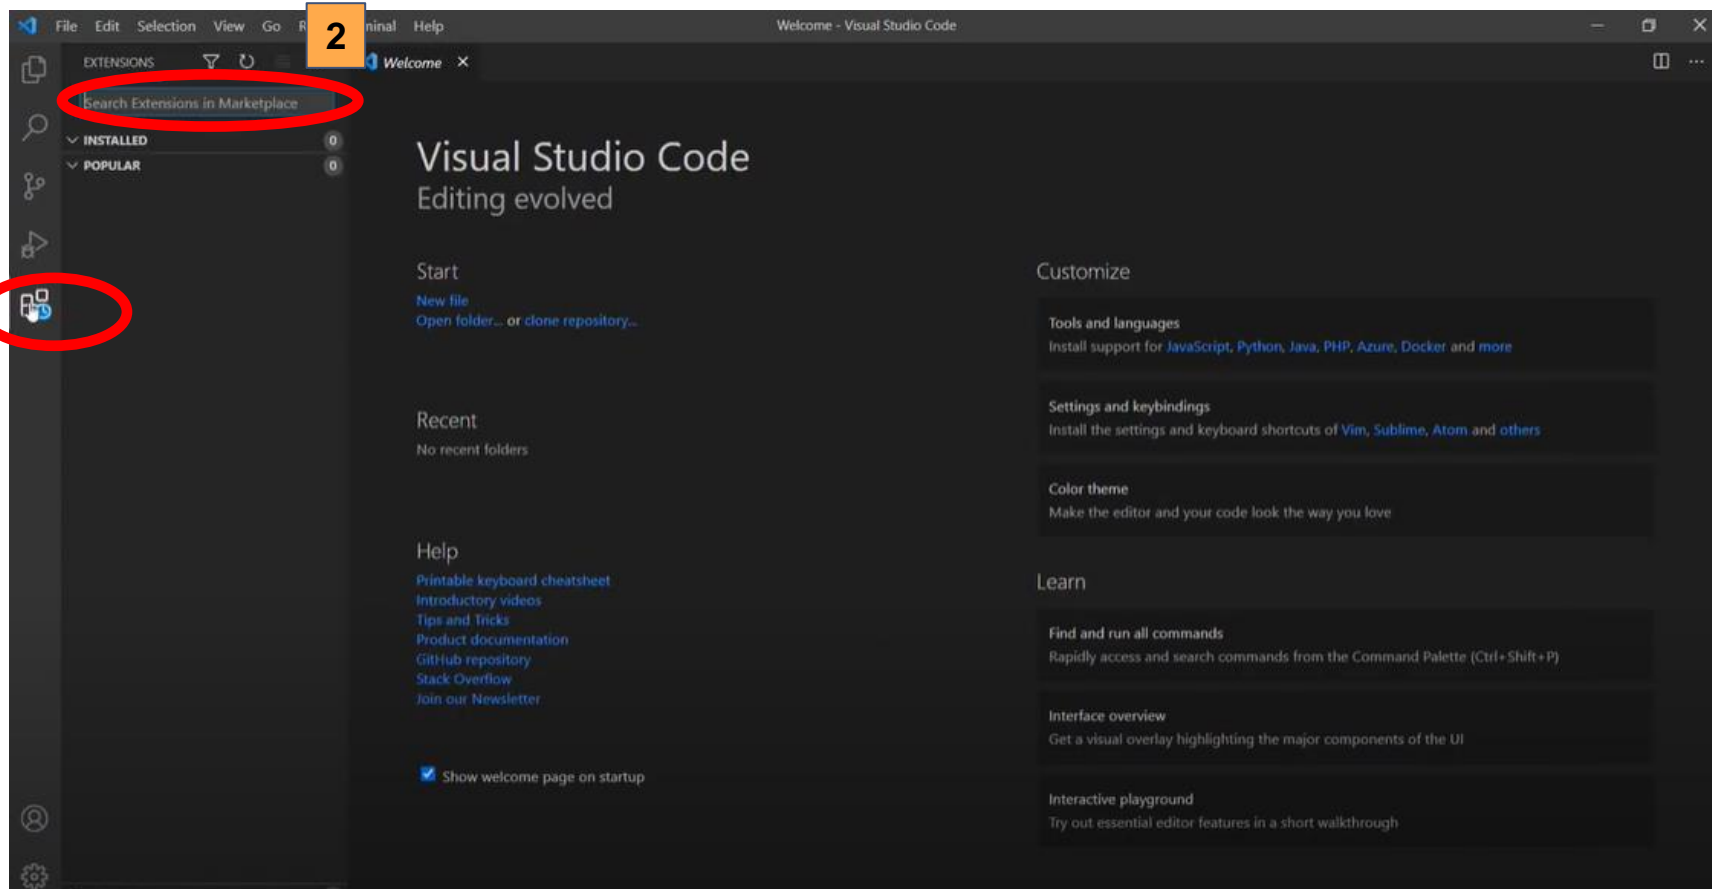 File Edit Selection View Go R minal Help
Welcome - Visual Studio Code
2
EXTENSIONS
Welcome
Search Extensions in Marketplace
INSTALLED 0
POPULAR 0
Visual Studio Code
Editing evolved
Start
New file
Open folder... or clone repository...
Recent
No recent folders
Help
Printable keyboard cheatsheet
Introductory videos
Tips and Tricks
Product documentation
GitHub repository
Stack Overflow
Join our Newsletter
Show welcome page on startup
Customize
Tools and languages
Install support for JavaScript, Python, Java, PHP, Azure, Docker and more
Settings and keybindings
Install the settings and keyboard shortcuts of Vim, Sublime, Atom and others
Color theme
Make the editor and your code look the way you love
Learn
Find and run all commands
Rapidly access and search commands from the Command Palette (Ctrl+Shift+P)
Interface overview
Get a visual overlay highlighting the major components of the UI
Interactive playground
Try out essential editor features in a short walkthrough